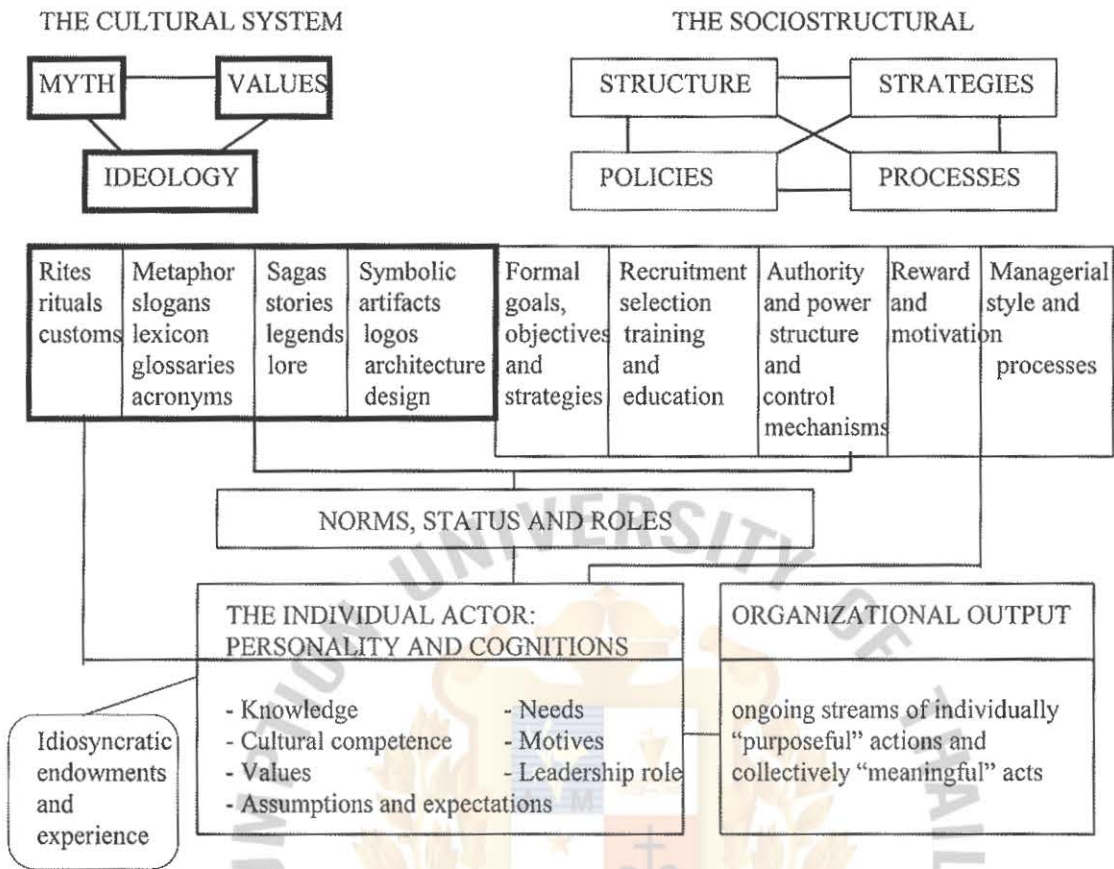 THE CULTURAL SYSTEM
THE SOCIOSTRUCTURAL
MYTH
VALUES
IDEOLOGY
STRUCTURE
STRATEGIES
POLICIES
PROCESSES
Rites
rituals
customs
Metaphor
slogans
lexicon
glossaries
acronyms
Sagas
stories
legends
lore
Symbolic
artifacts
logos
architecture
design
Formal
goals,
objectives
and
strategies
Recruitment
selection
training
and
education
Authority
and power
structure
and
control
mechanisms
Reward
and
motivation
Managerial
style and
processes
NORMS, STATUS AND ROLES
THE INDIVIDUAL ACTOR:
PERSONALITY AND COGNITIONS
- Knowledge
- Cultural competence
- Values
- Assumptions and expectations
- Needs
- Motives
- Leadership role
ORGANIZATIONAL OUTPUT
ongoing streams of individually
“purposeful” actions and
collectively “meaningful” acts
Idiosyncratic
endowments
and
experience
UMPTION UNIVERSITY OF THAIL
A M